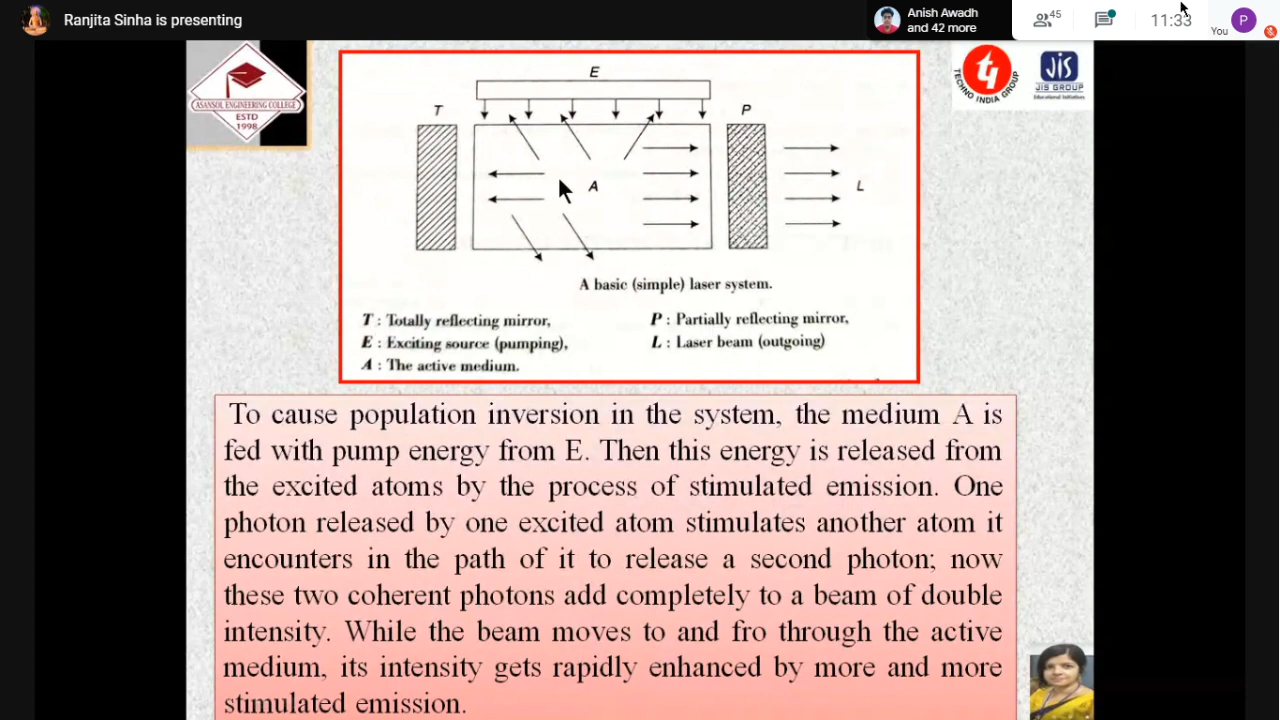 Ranjita Sinha is presenting
Anish Awadh
and 42 more
45
11:33
You
P
ASANSOL ENGINEERING COLLEGE
ESTD
1998
TECHNO INDIA GROUP
JIS
JIS GROUP
Educational Initiatives
E
T
P
A
L
A basic (simple) laser system.
T : Totally reflecting mirror,
P : Partially reflecting mirror,
E : Exciting source (pumping),
L : Laser beam (outgoing)
A : The active medium.
To cause population inversion in the system, the medium A is
fed with pump energy from E. Then this energy is released from
the excited atoms by the process of stimulated emission. One
photon released by one excited atom stimulates another atom it
encounters in the path of it to release a second photon; now
these two coherent photons add completely to a beam of double
intensity. While the beam moves to and fro through the active
medium, its intensity gets rapidly enhanced by more and more
stimulated emission.